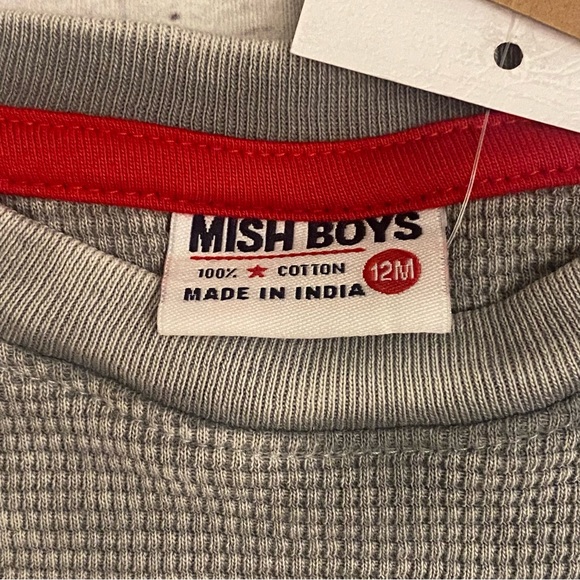 MISH BOYS
100% ★ COTTON 12M
MADE IN INDIA